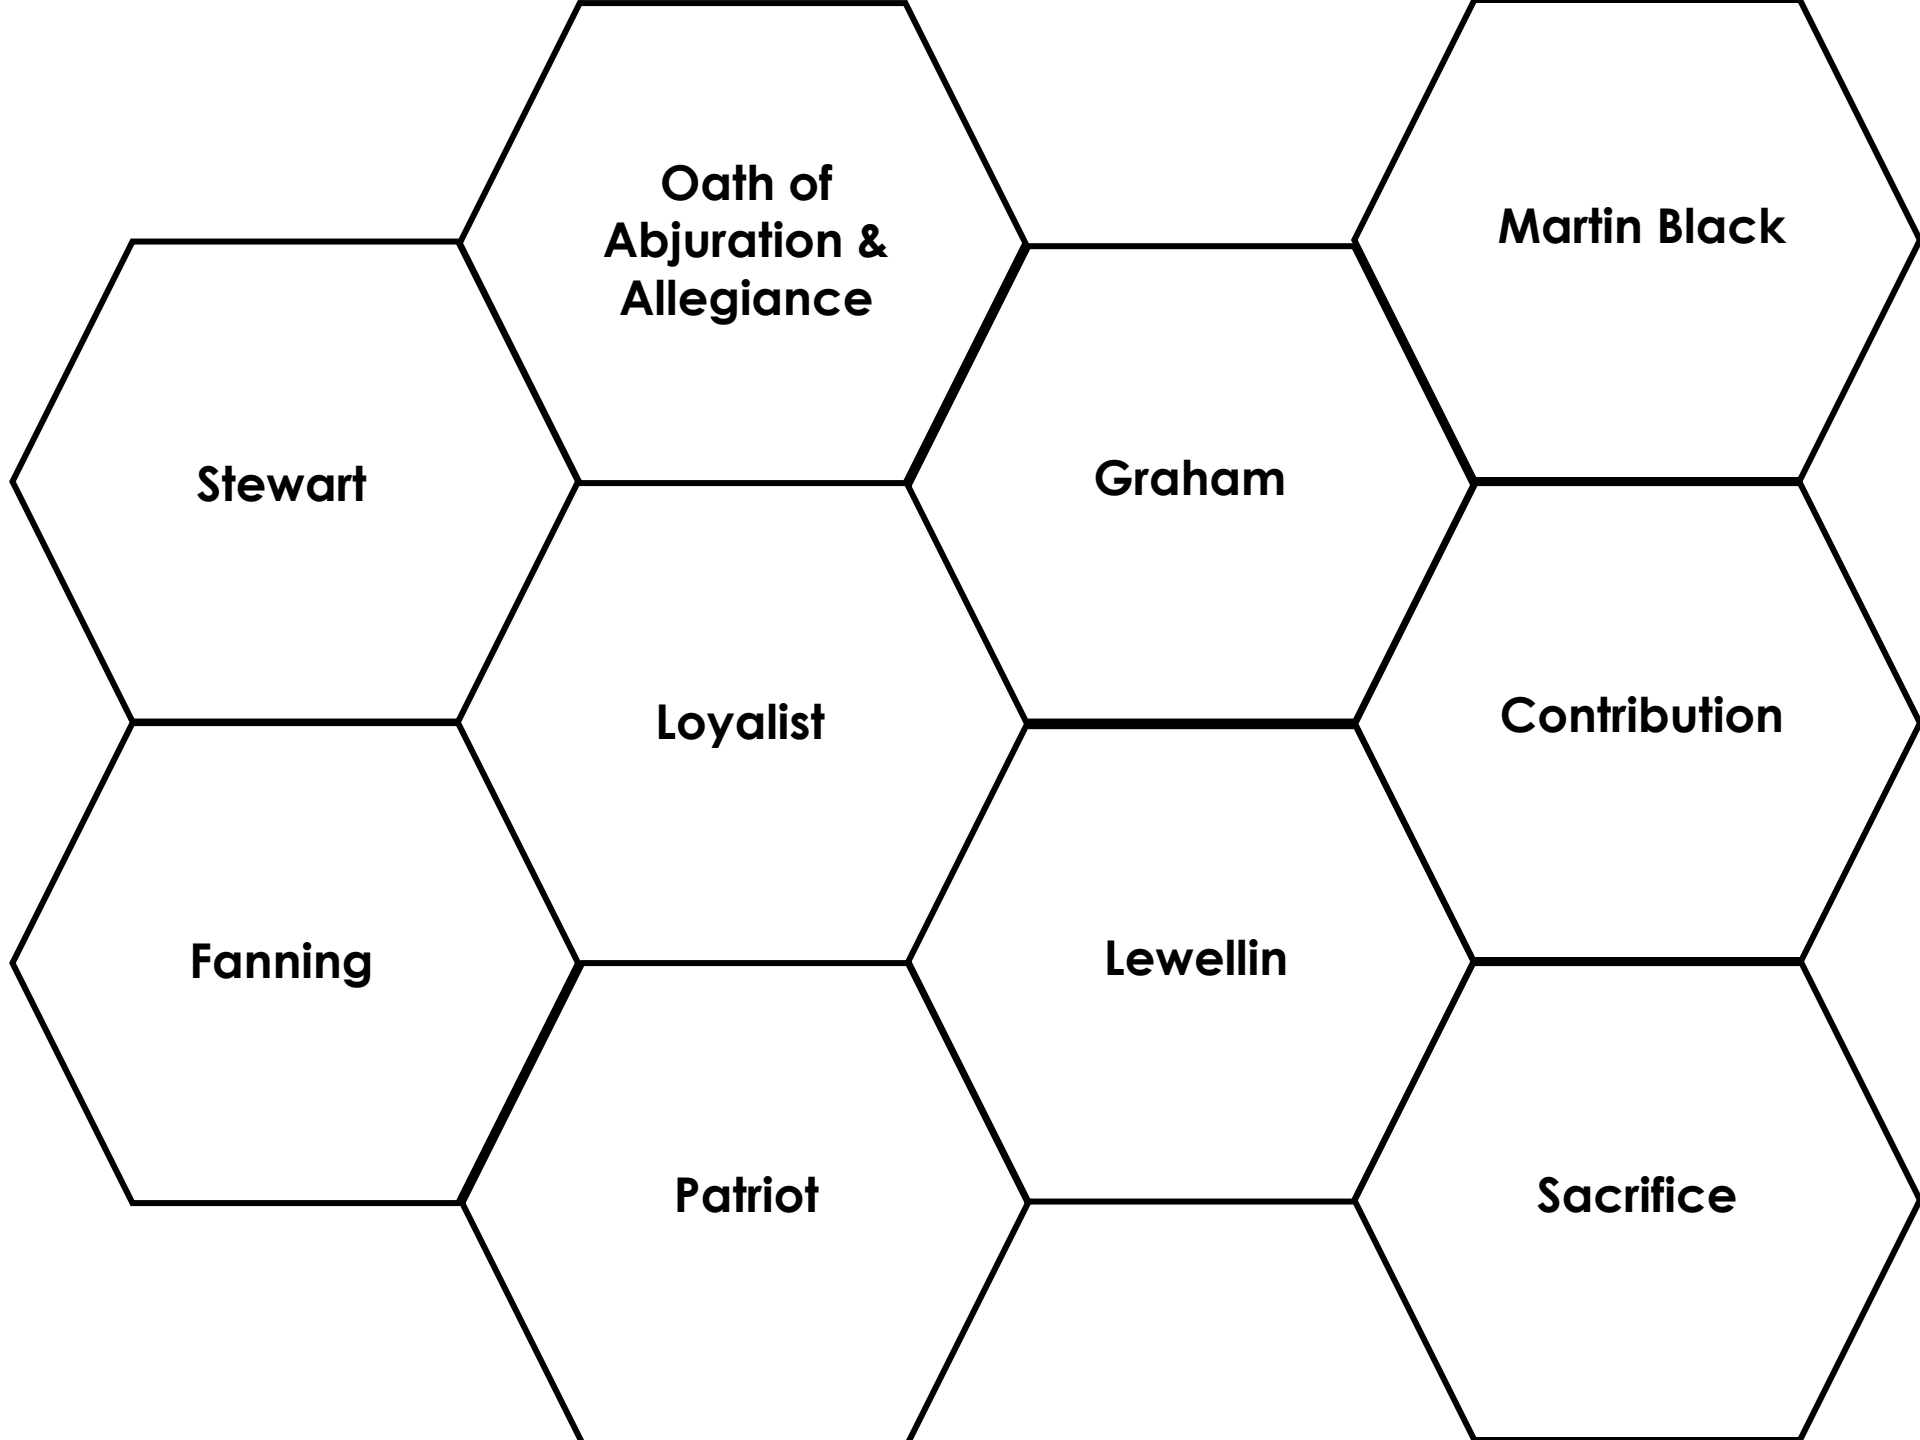 Oath of
Abjuration &
Allegiance
Martin Black
Stewart
Graham
Loyalist
Contribution
Fanning
Lewellin
Patriot
Sacrifice